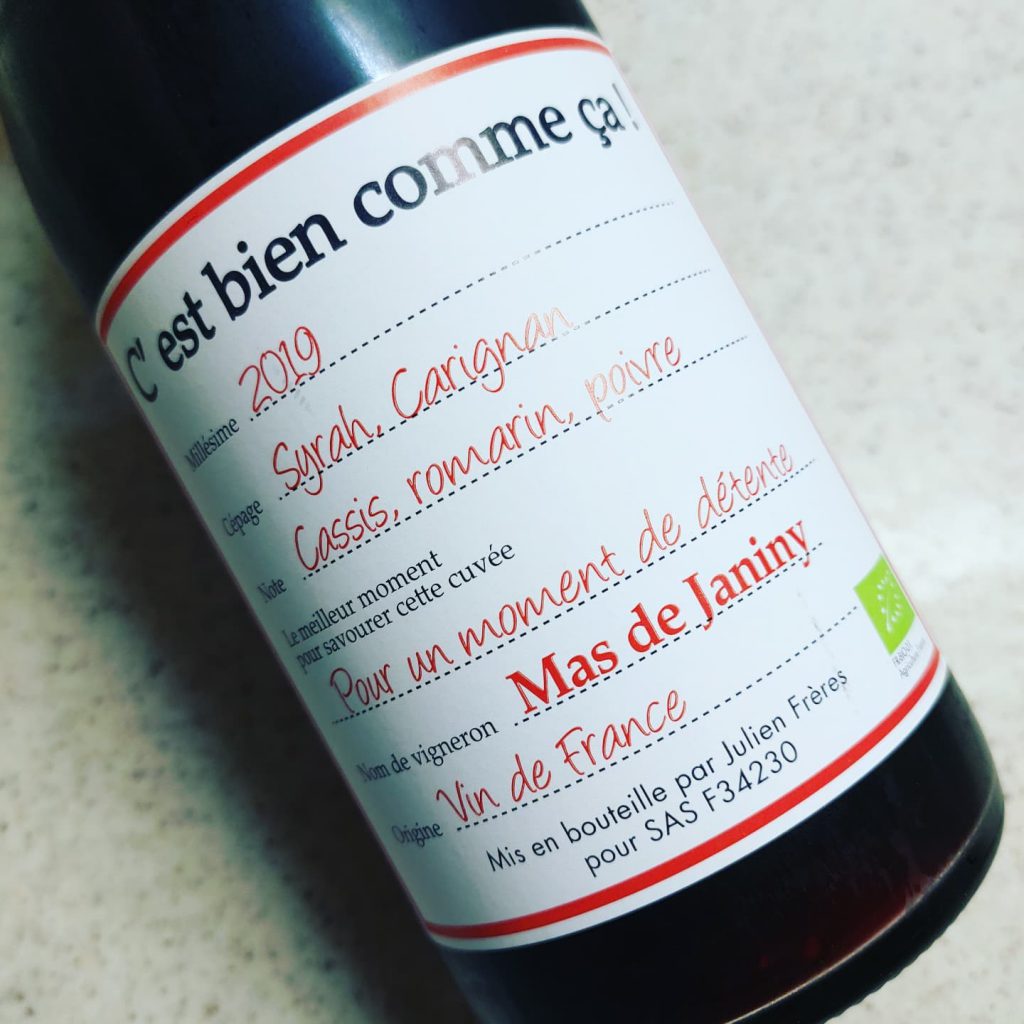 C'est bien comme ça !
Millésime 2019
Cépage Syrah, Carignan
Note Cassis, romarin, poivre
Le meilleur moment
pour savourer cette cuvée
Pour un moment de détente
Nom de vigneron Mas de Janiny
Origine Vin de France
Mis en bouteille par Julien Frères
pour SAS F34230